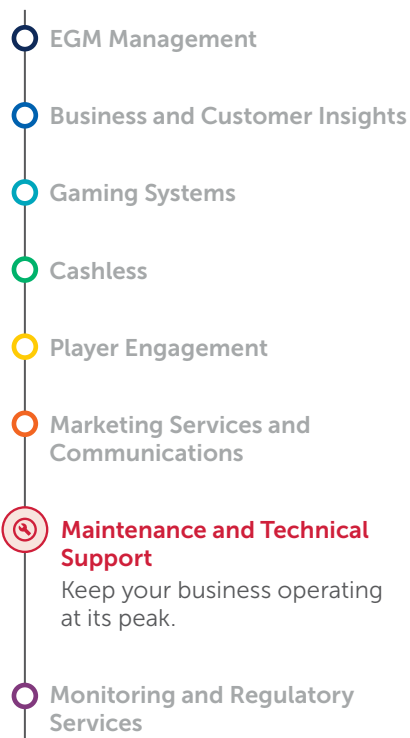 EGM Management
Business and Customer Insights
Gaming Systems
Cashless
Player Engagement
Marketing Services and
Communications
Maintenance and Technical
Support
Keep your business operating
at its peak.
Monitoring and Regulatory
Services